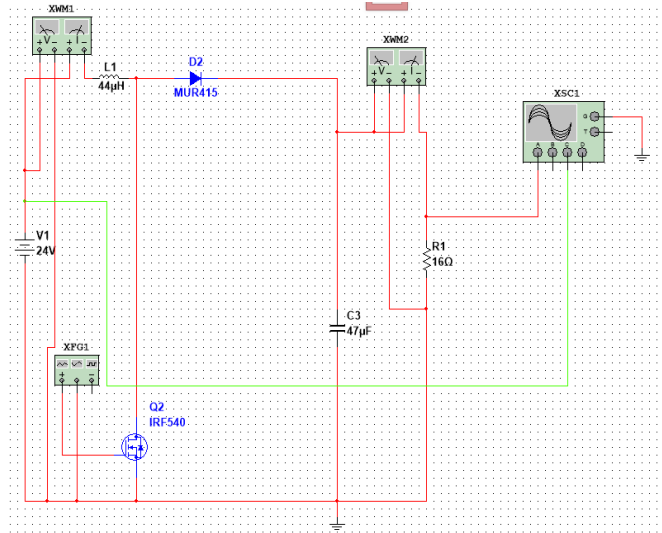 XWM1
V
I
L1
44µH
D2
MUR415
XWM2
V
I
XSC1
G
T
A B C D
V1
24V
R1
16Ω
C3
47µF
XFG1
Q2
IRF540